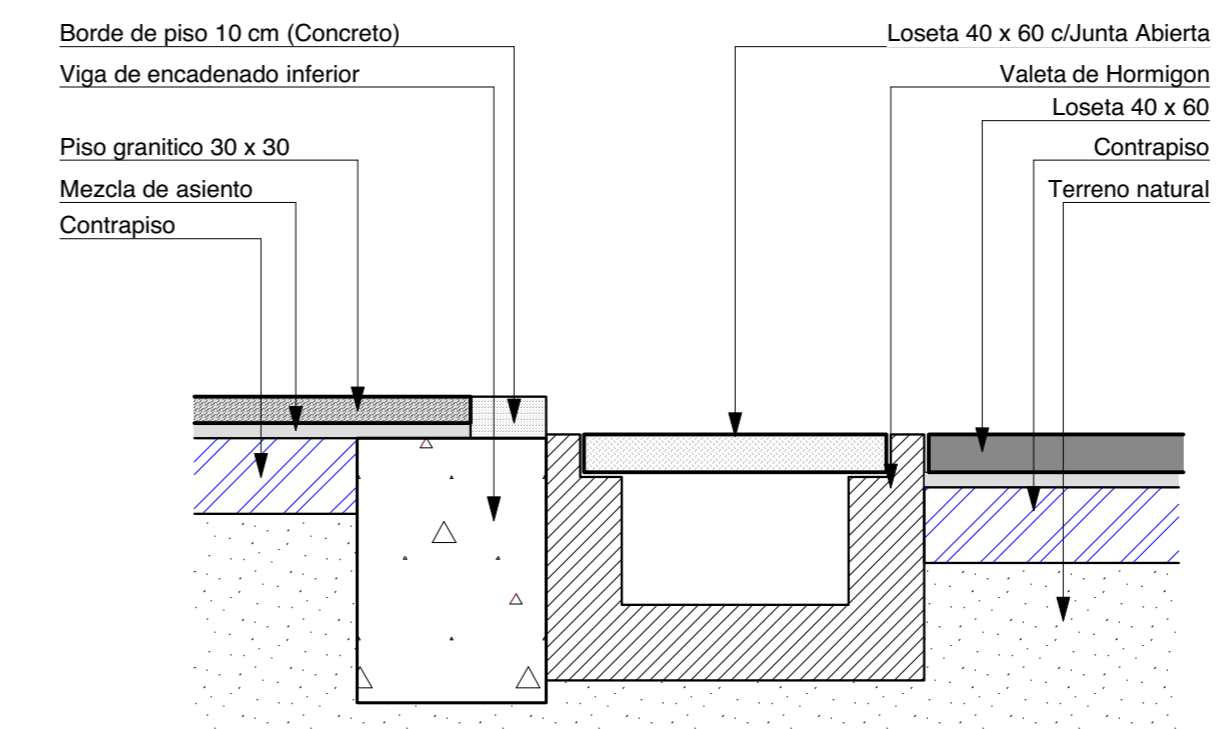 Borde de piso 10 cm (Concreto)
Viga de encadenado inferior
Piso granitico 30 x 30
Mezcla de asiento
Contrapiso
Loseta 40 x 60 c/Junta Abierta
Valeta de Hormigon
Loseta 40 x 60
Contrapiso
Terreno natural